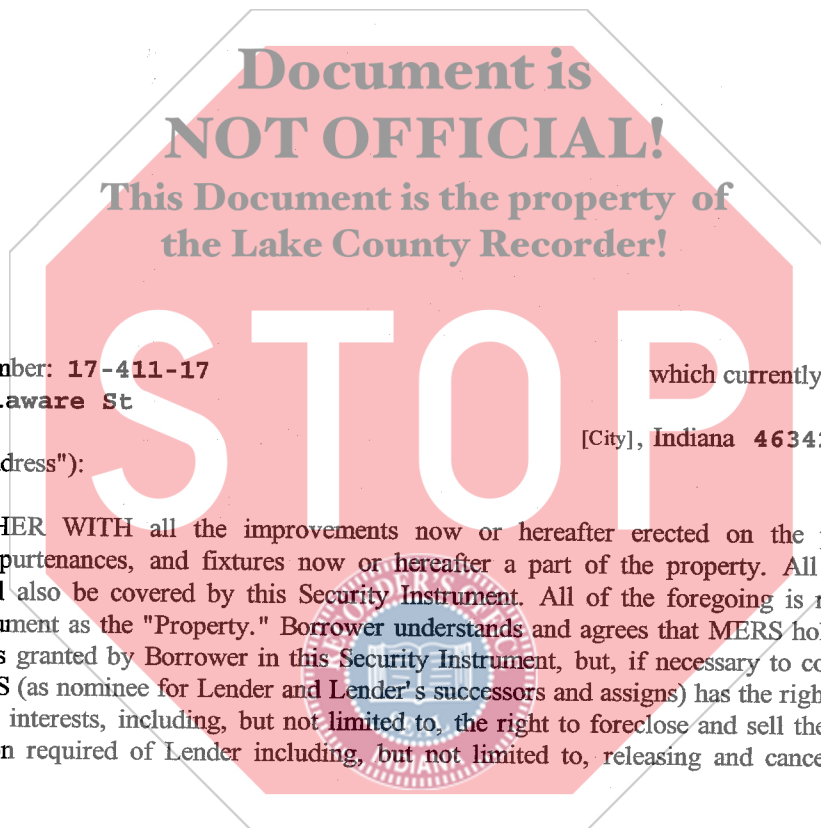 Document is
NOT OFFICIAL!
This Document is the property of
the Lake County Recorder!
STOP
mber: 17-411-17 which currently
laware St
[City], Indiana 4634
dress"):
HER WITH all the improvements now or hereafter erected on the
purtenances, and fixtures now or hereafter a part of the property. All
l also be covered by this Security Instrument. All of the foregoing is r
ument as the "Property." Borrower understands and agrees that MERS hol
s granted by Borrower in this Security Instrument, but, if necessary to co
S (as nominee for Lender and Lender's successors and assigns) has the righ
interests, including, but not limited to, the right to foreclose and sell the
n required of Lender including, but not limited to, releasing and cance
INDIANA